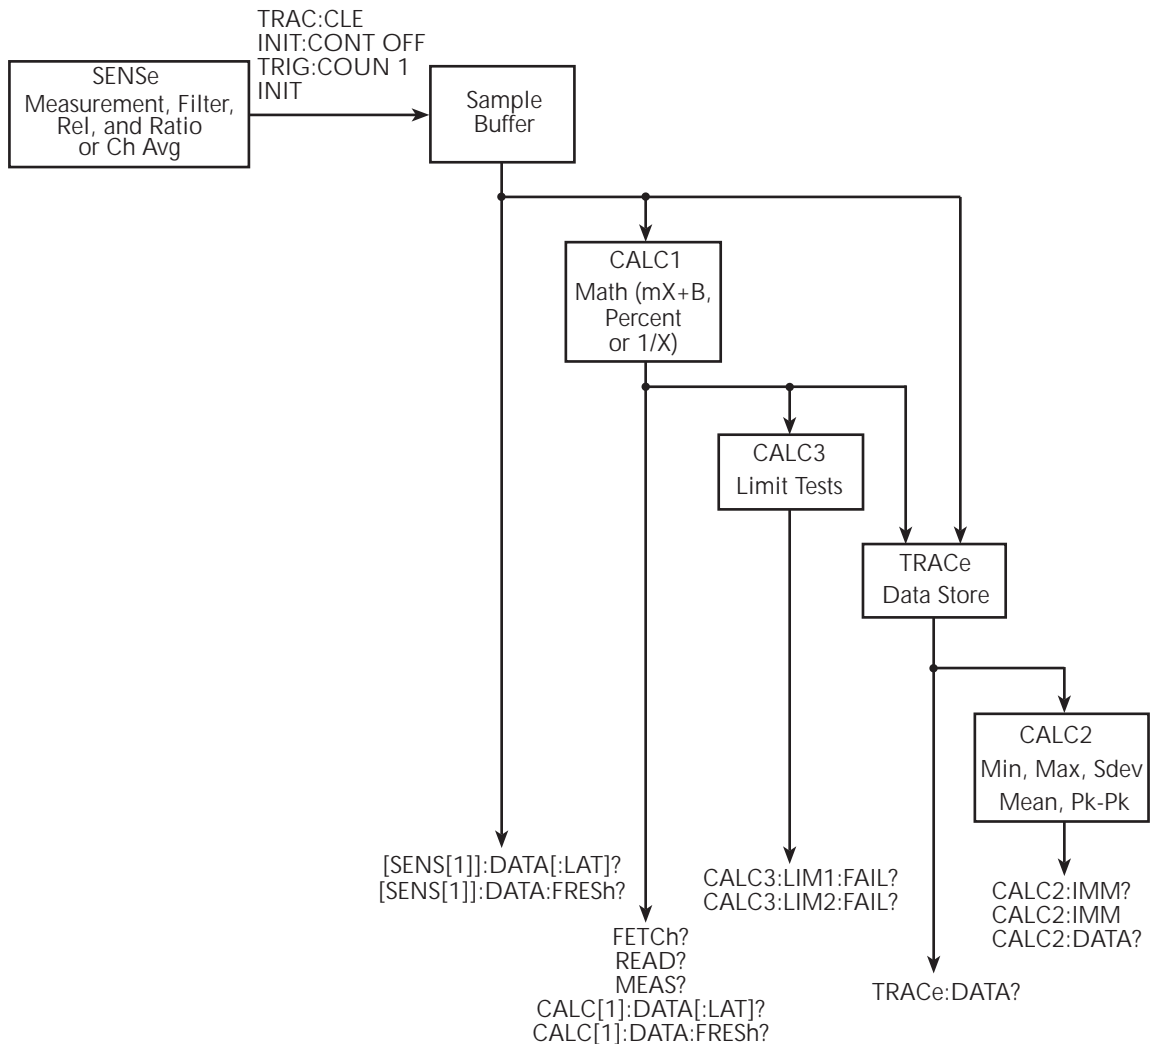 TRAC:CLE
INIT:CONT OFF
TRIG:COUN 1
INIT
SENSe
Measurement, Filter,
Rel, and Ratio
or Ch Avg
Sample
Buffer
CALC1
Math (mX+B,
Percent
or 1/X)
CALC3
Limit Tests
TRACe
Data Store
CALC2
Min, Max, Sdev
Mean, Pk-Pk
[SENS[1]]:DATA[:LAT]?
[SENS[1]]:DATA:FRESh?
CALC3:LIM1:FAIL?
CALC3:LIM2:FAIL?
CALC2:IMM?
CALC2:IMM
CALC2:DATA?
FETCh?
READ?
MEAS?
CALC[1]:DATA[:LAT]?
CALC[1]:DATA:FRESh?
TRACe:DATA?